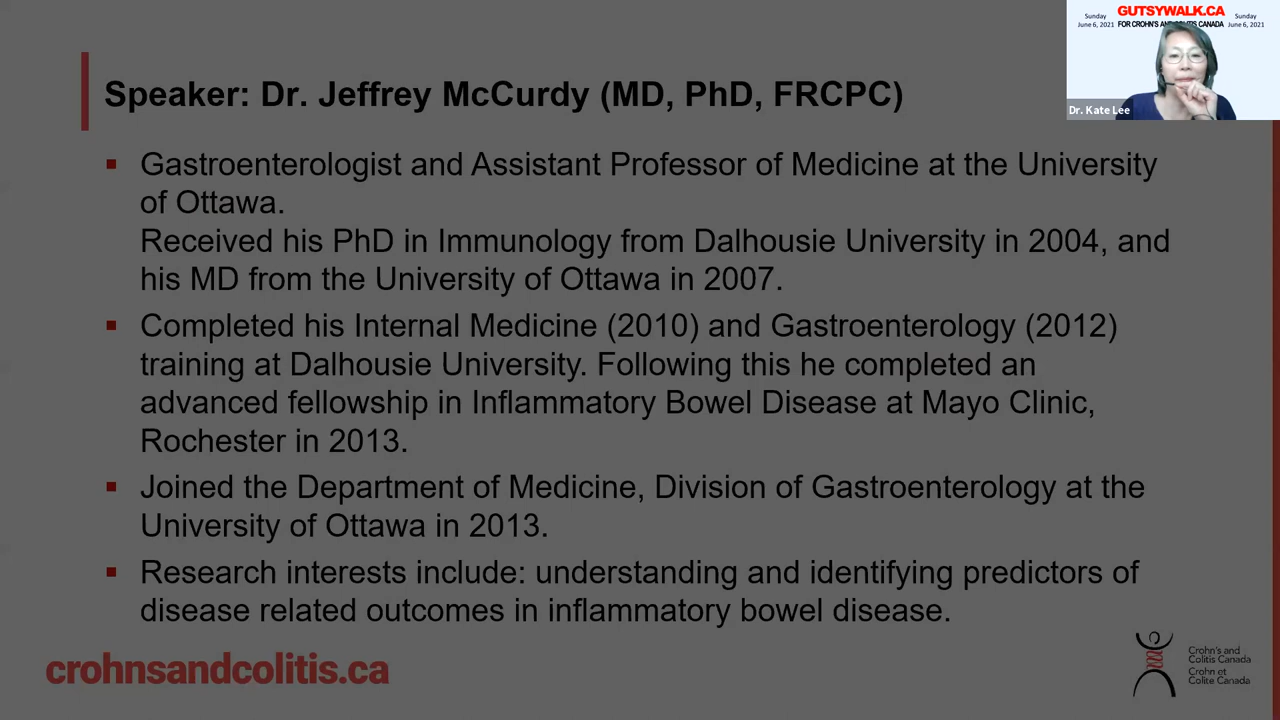 GUTSYWALK.CA
Sunday
June 6, 2021
FOR CROHN'S AND COLITIS CANADA
Sunday
June 6, 2021
Dr. Kate Lee
Speaker: Dr. Jeffrey McCurdy (MD, PhD, FRCPC)
Gastroenterologist and Assistant Professor of Medicine at the University
of Ottawa.
Received his PhD in Immunology from Dalhousie University in 2004, and
his MD from the University of Ottawa in 2007.
Completed his Internal Medicine (2010) and Gastroenterology (2012)
training at Dalhousie University. Following this he completed an
advanced fellowship in Inflammatory Bowel Disease at Mayo Clinic,
Rochester in 2013.
Joined the Department of Medicine, Division of Gastroenterology at the
University of Ottawa in 2013.
Research interests include: understanding and identifying predictors of
disease related outcomes in inflammatory bowel disease.
crohnsandcolitis.ca
Crohn's and
Colitis Canada
Crohn et
Colite Canada